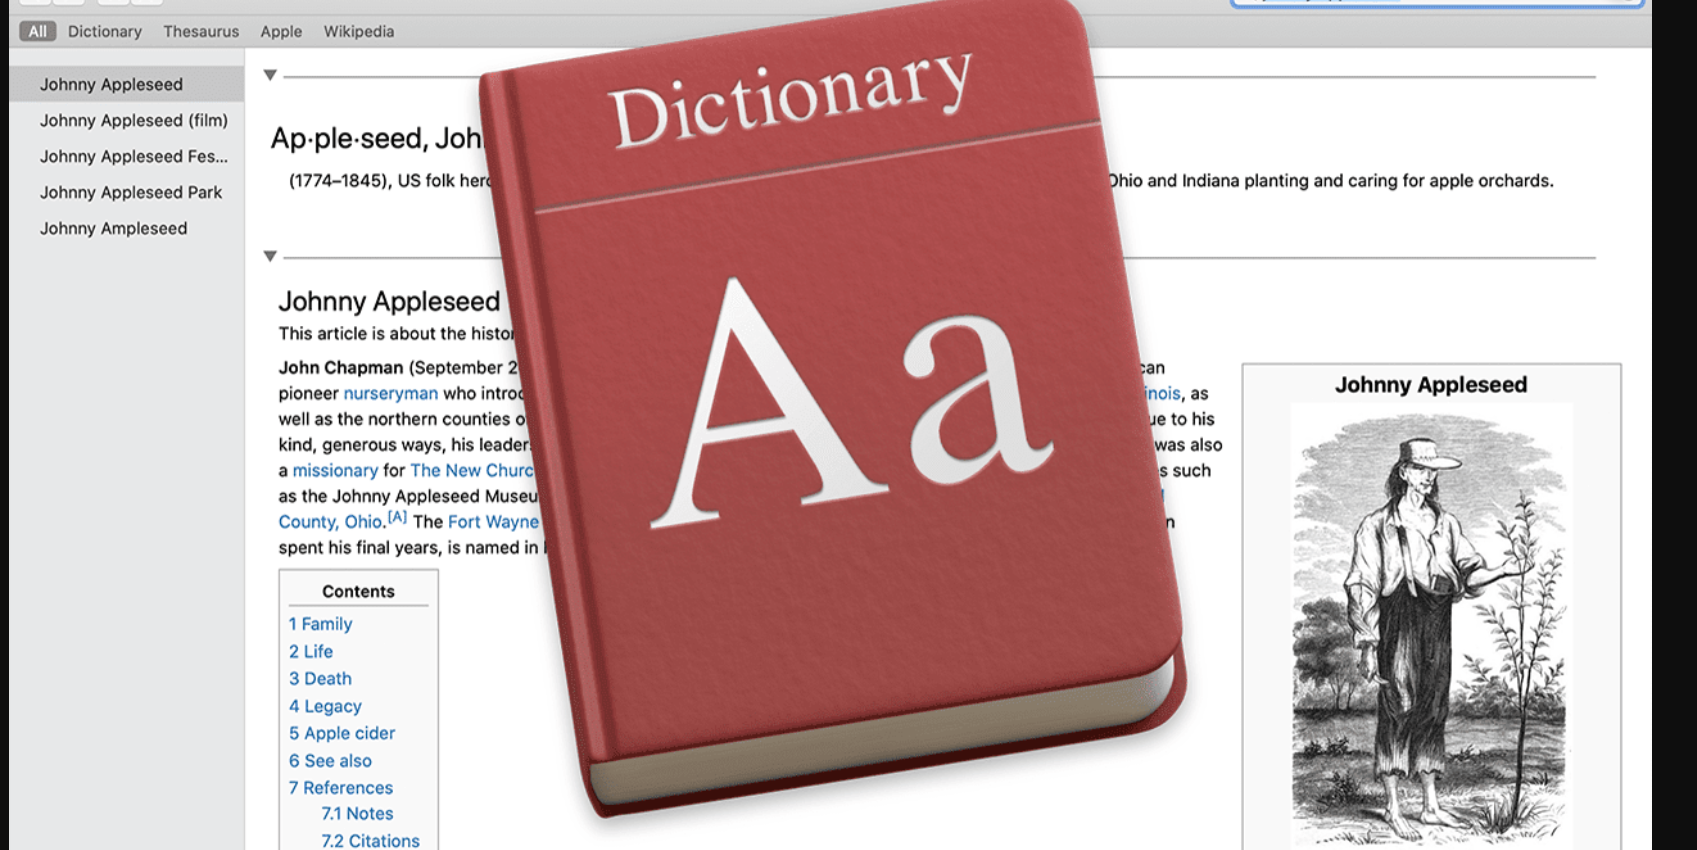 All Dictionary Thesaurus Apple Wikipedia
Johnny Appleseed
Johnny Appleseed (film)
Johnny Appleseed Fes...
Johnny Appleseed Park
Johnny Ampleseed
Dictionary
Aa
Ap·ple·seed, Joh
(1774–1845), US folk hero Ohio and Indiana planting and caring for apple orchards.
Johnny Appleseed
This article is about the histor
John Chapman (September 2 can
pioneer nurseryman who introd inois, as
well as the northern counties o ue to his
kind, generous ways, his leader was also
a missionary for The New Churc s such
as the Johnny Appleseed Museu
County, Ohio.[A] The Fort Wayne n
spent his final years, is named in
Contents
1 Family
2 Life
3 Death
4 Legacy
5 Apple cider
6 See also
7 References
7.1 Notes
7.2 Citations
Johnny Appleseed